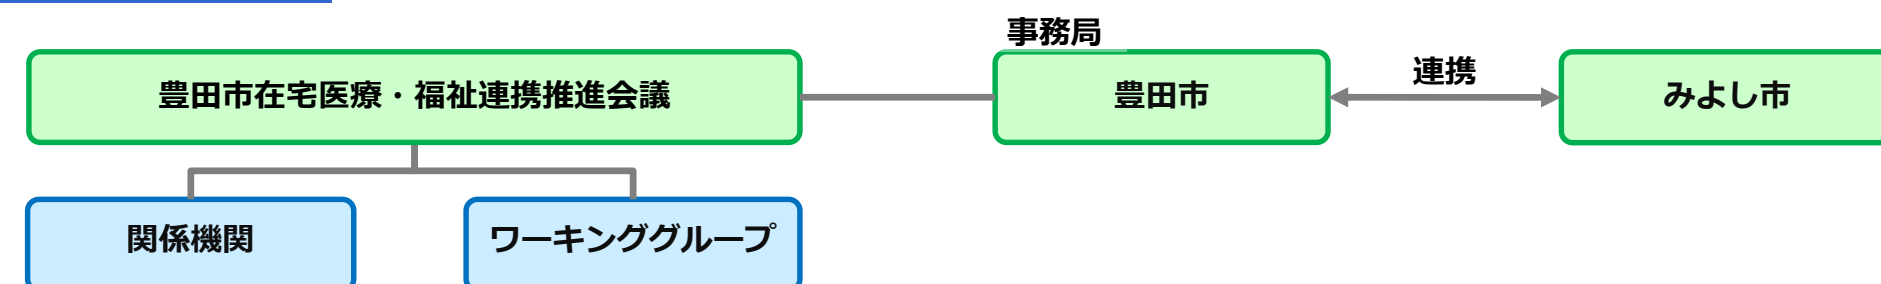 事務局
豊田市在宅医療・福祉連携推進会議
豊田市
連携
みよし市
関係機関
ワーキンググループ